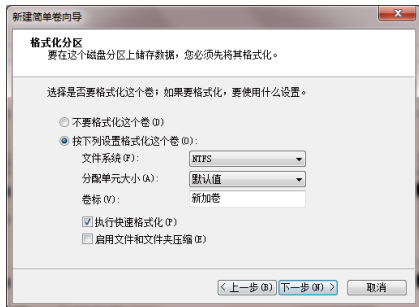 新建简单卷向导
格式化分区
要在这个磁盘分区上储存数据，您必须先将其格式化。
选择是否要格式化这个卷；如果要格式化，要使用什么设置。
不要格式化这个卷(D)
按下列设置格式化这个卷(O):
文件系统(F): NTFS
分配单元大小(A): 默认值
卷标(V): 新加卷
执行快速格式化(P)
启用文件和文件夹压缩(E)
< 上一步(B) 下一步(N) > 取消